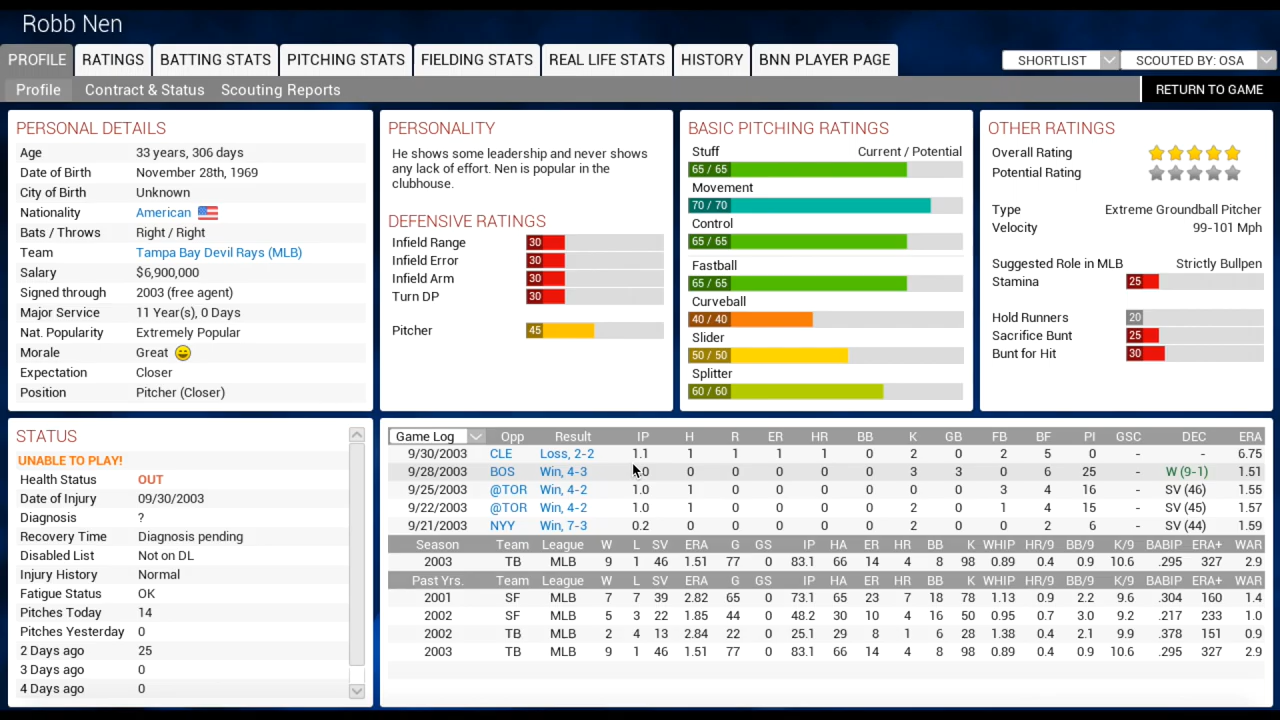 Robb Nen
PROFILE RATINGS BATTING STATS PITCHING STATS FIELDING STATS REAL LIFE STATS HISTORY BNN PLAYER PAGE SHORTLIST SCOUTED BY: OSA
Profile Contract & Status Scouting Reports RETURN TO GAME
PERSONAL DETAILS
Age 33 years, 306 days
Date of Birth November 28th, 1969
City of Birth Unknown
Nationality American
Bats / Throws Right / Right
Team Tampa Bay Devil Rays (MLB)
Salary $6,900,000
Signed through 2003 (free agent)
Major Service 11 Year(s), 0 Days
Nat. Popularity Extremely Popular
Morale Great
Expectation Closer
Position Pitcher (Closer)
PERSONALITY
He shows some leadership and never shows
any lack of effort. Nen is popular in the
clubhouse.
DEFENSIVE RATINGS
Infield Range 30
Infield Error 30
Infield Arm 30
Turn DP 30
Pitcher 45
BASIC PITCHING RATINGS
Stuff Current / Potential
65 / 65
Movement
70 / 70
Control
65 / 65
Fastball
65 / 65
Curveball
40 / 40
Slider
50 / 50
Splitter
60 / 60
OTHER RATINGS
Overall Rating
Potential Rating
Type Extreme Groundball Pitcher
Velocity 99-101 Mph
Suggested Role in MLB Strictly Bullpen
Stamina 25
Hold Runners 20
Sacrifice Bunt 25
Bunt for Hit 30
STATUS
UNABLE TO PLAY!
Health Status OUT
Date of Injury 09/30/2003
Diagnosis ?
Recovery Time Diagnosis pending
Disabled List Not on DL
Injury History Normal
Fatigue Status OK
Pitches Today 14
Pitches Yesterday 0
2 Days ago 25
3 Days ago 0
4 Days ago 0
Game Log Opp Result IP H R ER HR BB K GB FB BF PI GSC DEC ERA
9/30/2003 CLE Loss, 2-2 1.1 1 1 1 1 0 2 0 2 5 0 - - 6.75
9/28/2003 BOS Win, 4-3 0 0 0 0 0 3 3 0 6 25 - W (9-1) 1.51
9/25/2003 @TOR Win, 4-2 1.0 1 0 0 0 0 0 0 3 4 16 - SV (46) 1.55
9/22/2003 @TOR Win, 4-2 1.0 1 0 0 0 0 2 0 1 4 15 - SV (45) 1.57
9/21/2003 NYY Win, 7-3 0.2 0 0 0 0 0 2 0 0 2 6 - SV (44) 1.59
Season Team League W L SV ERA G GS IP HA ER HR BB K WHIP HR/9 BB/9 K/9 BABIP ERA+ WAR
2003 TB MLB 9 1 46 1.51 77 0 83.1 66 14 4 8 98 0.89 0.4 0.9 10.6 .295 327 2.9
Past Yrs. Team League W L SV ERA G GS IP HA ER HR BB K WHIP HR/9 BB/9 K/9 BABIP ERA+ WAR
2001 SF MLB 7 7 39 2.82 65 0 73.1 65 23 7 18 78 1.13 0.9 2.2 9.6 .304 160 1.4
2002 SF MLB 5 3 22 1.85 44 0 48.2 30 10 4 16 50 0.95 0.7 3.0 9.2 .217 233 1.0
2002 TB MLB 2 4 13 2.84 22 0 25.1 29 8 1 6 28 1.38 0.4 2.1 9.9 .378 151 0.9
2003 TB MLB 9 1 46 1.51 77 0 83.1 66 14 4 8 98 0.89 0.4 0.9 10.6 .295 327 2.9